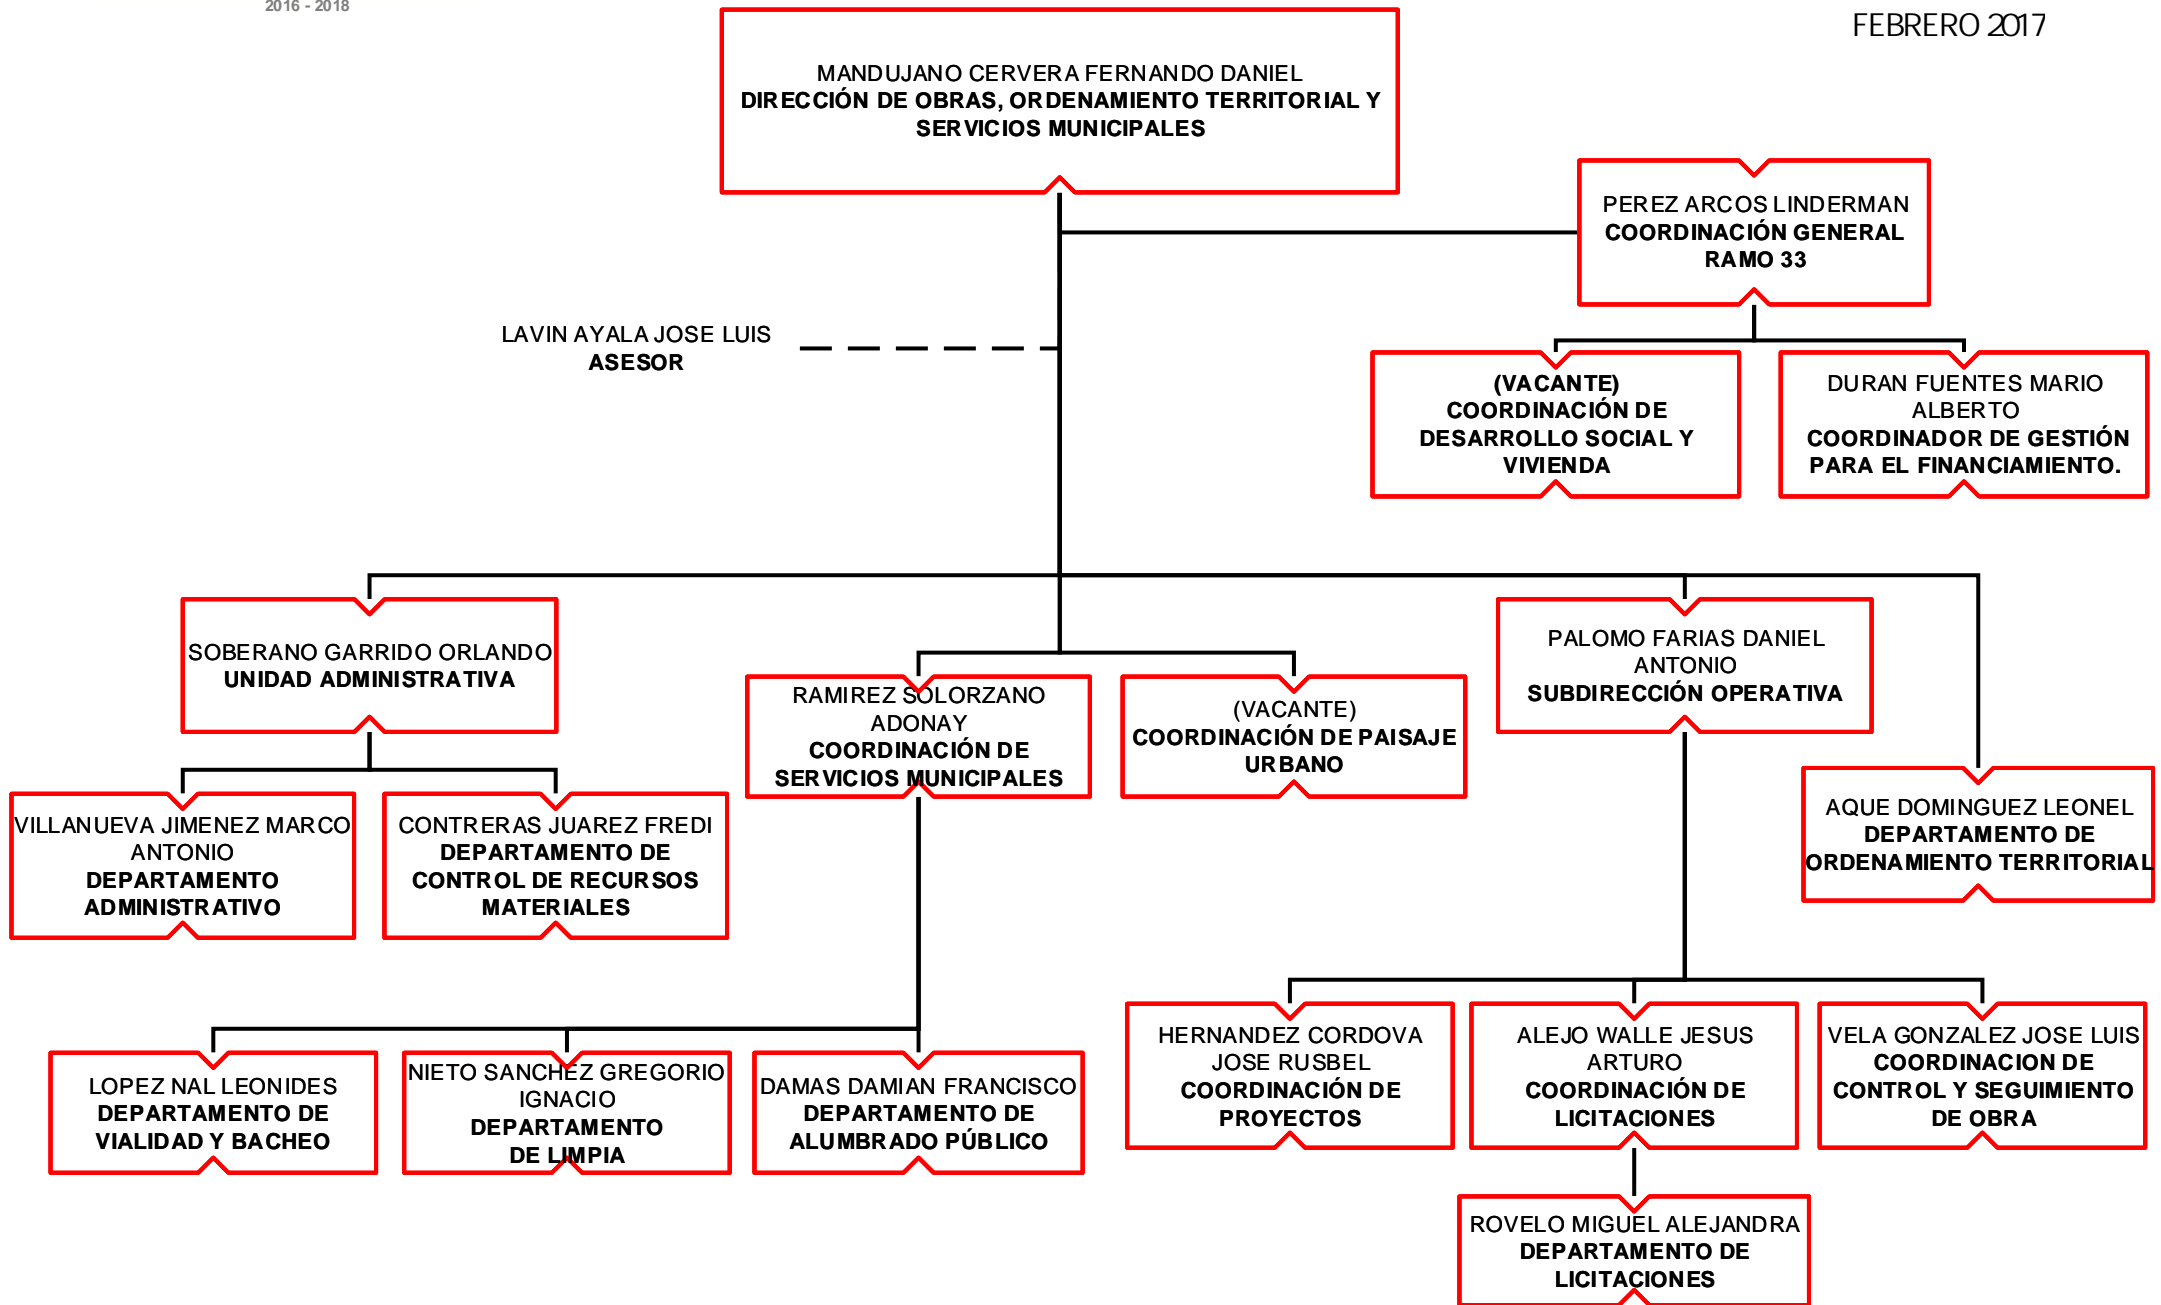 2016 - 2018
FEBRERO 2017
MANDUJANO CERVERA FERNANDO DANIEL
DIRECCIÓN DE OBRAS, ORDENAMIENTO TERRITORIAL Y
SERVICIOS MUNICIPALES
PEREZ ARCOS LINDERMAN
COORDINACIÓN GENERAL
RAMO 33
LAVIN AYALA JOSE LUIS
ASESOR
(VACANTE)
COORDINACIÓN DE
DESARROLLO SOCIAL Y
VIVIENDA
DURAN FUENTES MARIO
ALBERTO
COORDINADOR DE GESTIÓN
PARA EL FINANCIAMIENTO.
SOBERANO GARRIDO ORLANDO
UNIDAD ADMINISTRATIVA
RAMIREZ SOLORZANO
ADONAY
COORDINACIÓN DE
SERVICIOS MUNICIPALES
(VACANTE)
COORDINACIÓN DE PAISAJE
URBANO
PALOMO FARIAS DANIEL
ANTONIO
SUBDIRECCIÓN OPERATIVA
AQUE DOMINGUEZ LEONEL
DEPARTAMENTO DE
ORDENAMIENTO TERRITORIAL
VILLANUEVA JIMENEZ MARCO
ANTONIO
DEPARTAMENTO
ADMINISTRATIVO
CONTRERAS JUAREZ FREDI
DEPARTAMENTO DE
CONTROL DE RECURSOS
MATERIALES
LOPEZ NAL LEONIDES
DEPARTAMENTO DE
VIALIDAD Y BACHEO
NIETO SANCHEZ GREGORIO
IGNACIO
DEPARTAMENTO
DE LIMPIA
DAMAS DAMIAN FRANCISCO
DEPARTAMENTO DE
ALUMBRADO PÚBLICO
HERNANDEZ CORDOVA
JOSE RUSBEL
COORDINACIÓN DE
PROYECTOS
ALEJO WALLE JESUS
ARTURO
COORDINACIÓN DE
LICITACIONES
VELA GONZALEZ JOSE LUIS
COORDINACION DE
CONTROL Y SEGUIMIENTO
DE OBRA
ROVELO MIGUEL ALEJANDRA
DEPARTAMENTO DE
LICITACIONES